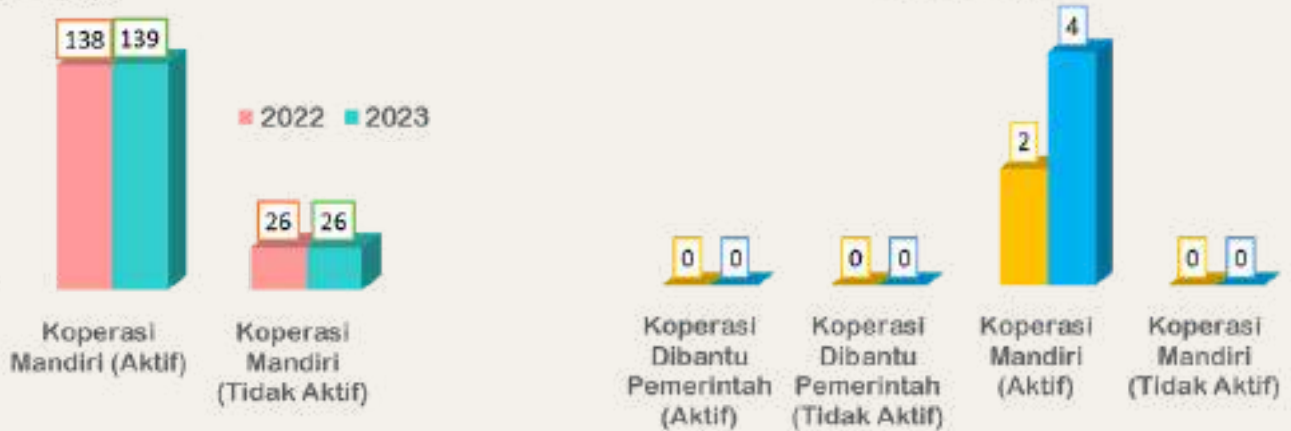 138 139
2022 2023
26 26
Koperasi
Mandiri (Aktif)
Koperasi
Mandiri
(Tidak Aktif)
4
2
0 0
0 0
0 0
Koperasi
Dibantu
Pemerintah
(Aktif)
Koperasi
Dibantu
Pemerintah
(Tidak Aktif)
Koperasi
Mandiri
(Aktif)
Koperasi
Mandiri
(Tidak Aktif)